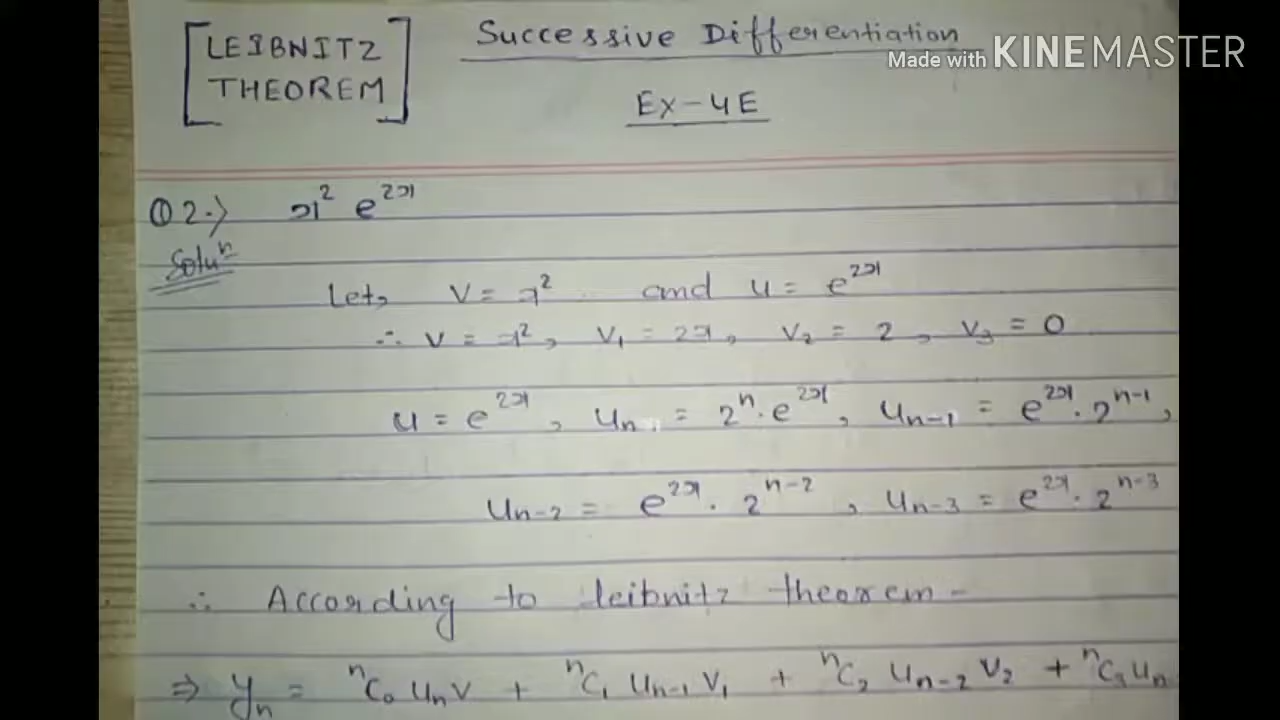 [LEIBNITZ THEOREM]
Successive Differentiation
Made with KINEMASTER
Ex-4E
Q2.→ x² e^{2x}
Soluⁿ
Let, v = x² and u = e^{2x}
∴ v = x², v₁ = 2x, v₂ = 2, v₃ = 0
u = e^{2x}, uₙ = 2ⁿ.e^{2x}, uₙ₋₁ = e^{2x}.2^{n-1},
uₙ₋₂ = e^{2x}.2^{n-2}, uₙ₋₃ = e^{2x}.2^{n-3}
∴ According to leibnitz theorem -
⇒ yₙ = ⁿC₀ uₙ v + ⁿC₁ uₙ₋₁ v₁ + ⁿC₂ uₙ₋₂ v₂ + ⁿC₃ uₙ